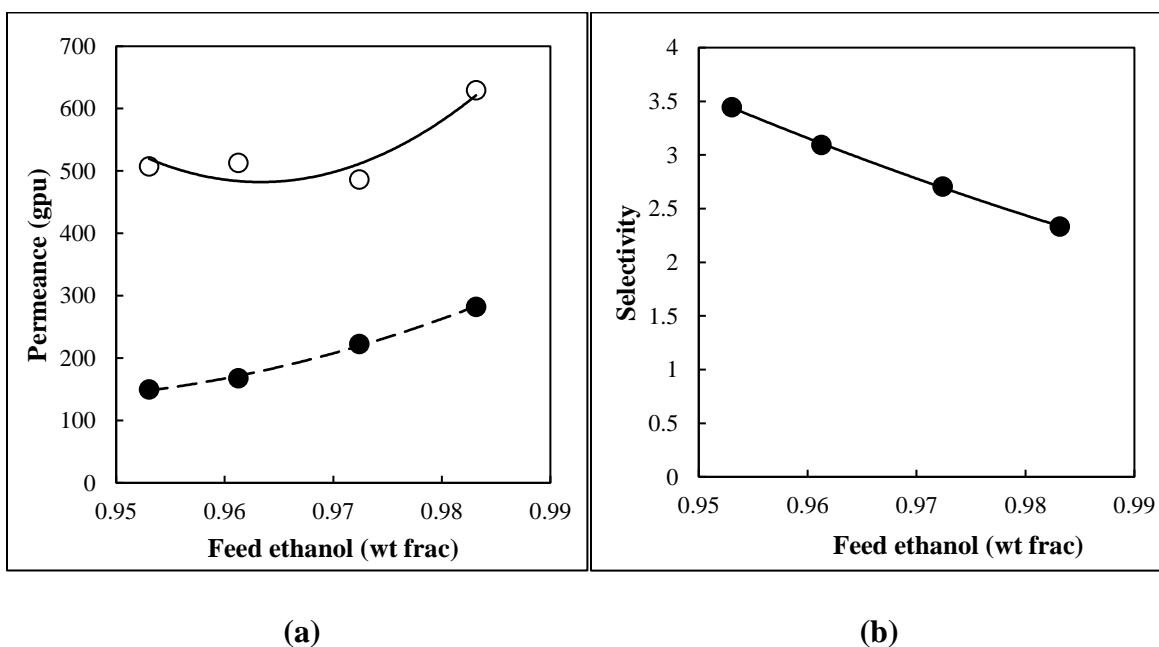 700
600
500
400
300
200
100
0
Permeance (gpu)
0.95 0.96 0.97 0.98 0.99
Feed ethanol (wt frac)
(a)
4
3.5
3
2.5
2
1.5
1
0.5
0
Selectivity
0.95 0.96 0.97 0.98 0.99
Feed ethanol (wt frac)
(b)